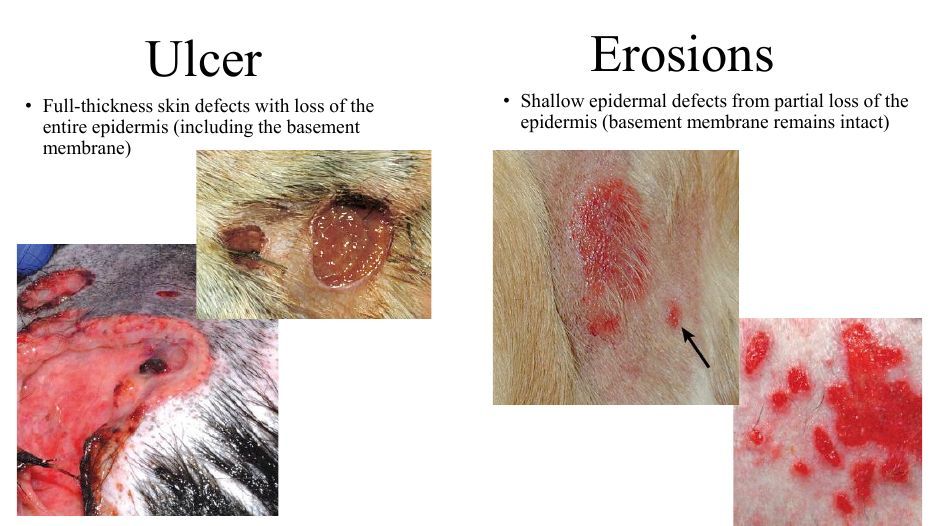 Ulcer
• Full-thickness skin defects with loss of the
entire epidermis (including the basement
membrane)
Erosions
• Shallow epidermal defects from partial loss of the
epidermis (basement membrane remains intact)